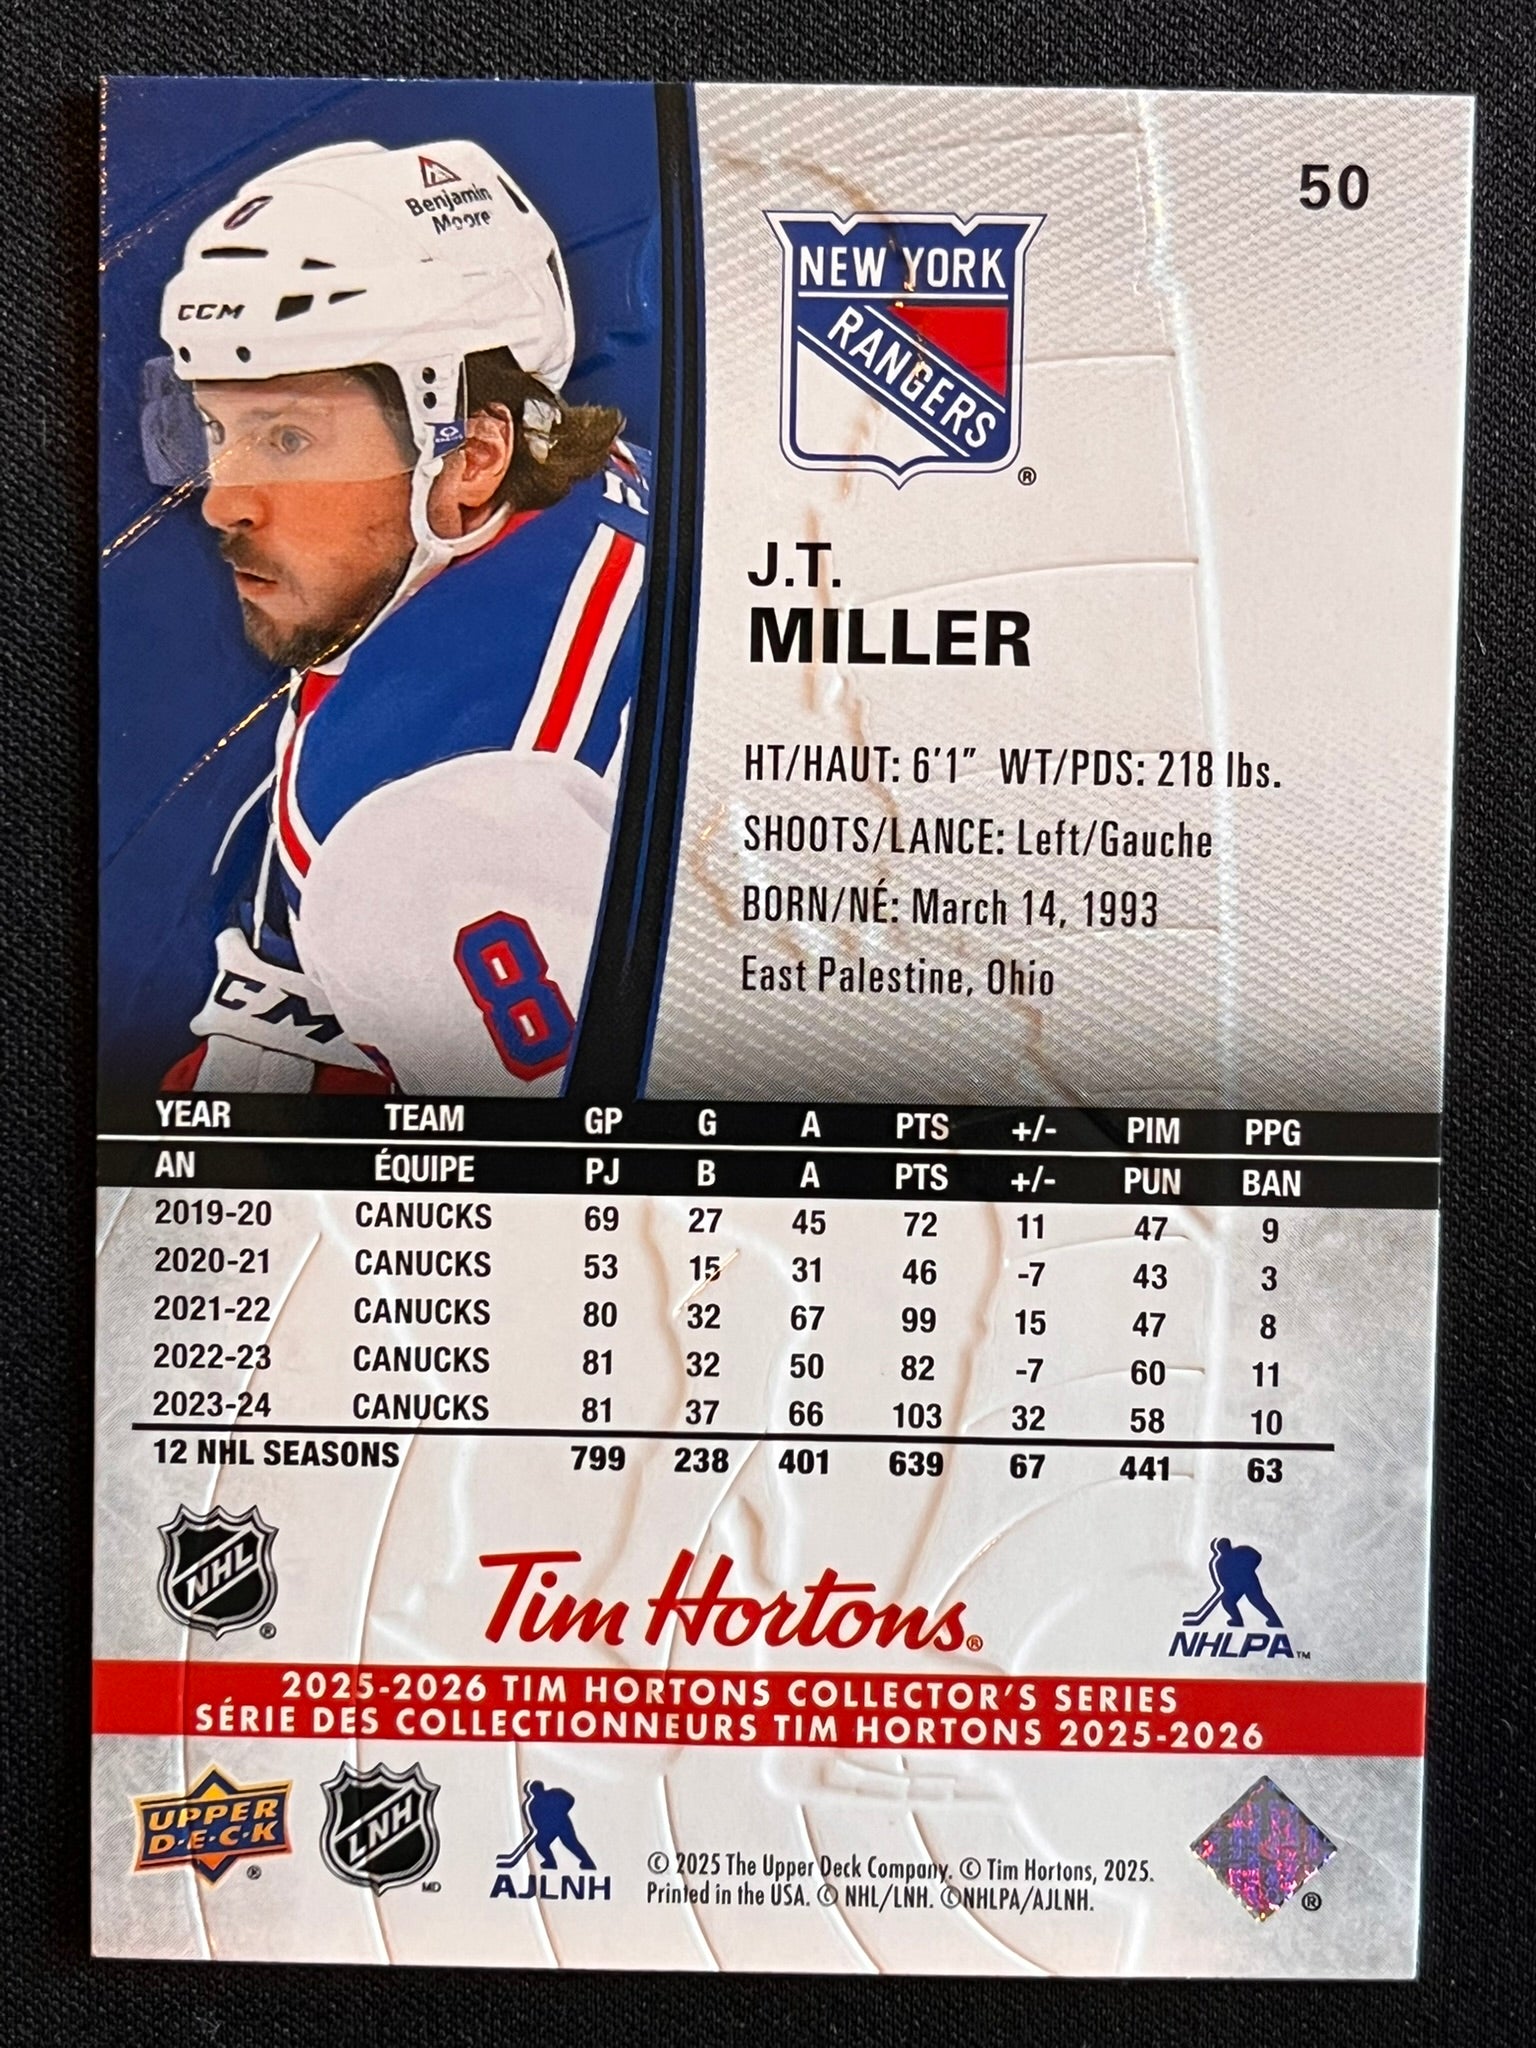 50
Benjamin
Moore
8
CCM
NEW YORK
RANGERS
®
J.T.
MILLER
HT/HAUT: 6'1" WT/PDS: 218 lbs.
SHOOTS/LANCE: Left/Gauche
BORN/NÉ: March 14, 1993
East Palestine, Ohio
CCM
8
YEAR TEAM GP G A PTS +/- PIM PPG
AN ÉQUIPE PJ B A PTS +/- PUN BAN
2019-20 CANUCKS 69 27 45 72 11 47 9
2020-21 CANUCKS 53 15 31 46 -7 43 3
2021-22 CANUCKS 80 32 67 99 15 47 8
2022-23 CANUCKS 81 32 50 82 -7 60 11
2023-24 CANUCKS 81 37 66 103 32 58 10
12 NHL SEASONS 799 238 401 639 67 441 63
NHL ®
Tim Hortons®
NHLPA™
2025-2026 TIM HORTONS COLLECTOR'S SERIES
SÉRIE DES COLLECTIONNEURS TIM HORTONS 2025-2026
UPPER
D·E·C·K ®
LNH MD
AJLNH
© 2025 The Upper Deck Company. © Tim Hortons, 2025.
Printed in the USA. © NHL/LNH. ©NHLPA/AJLNH.
®